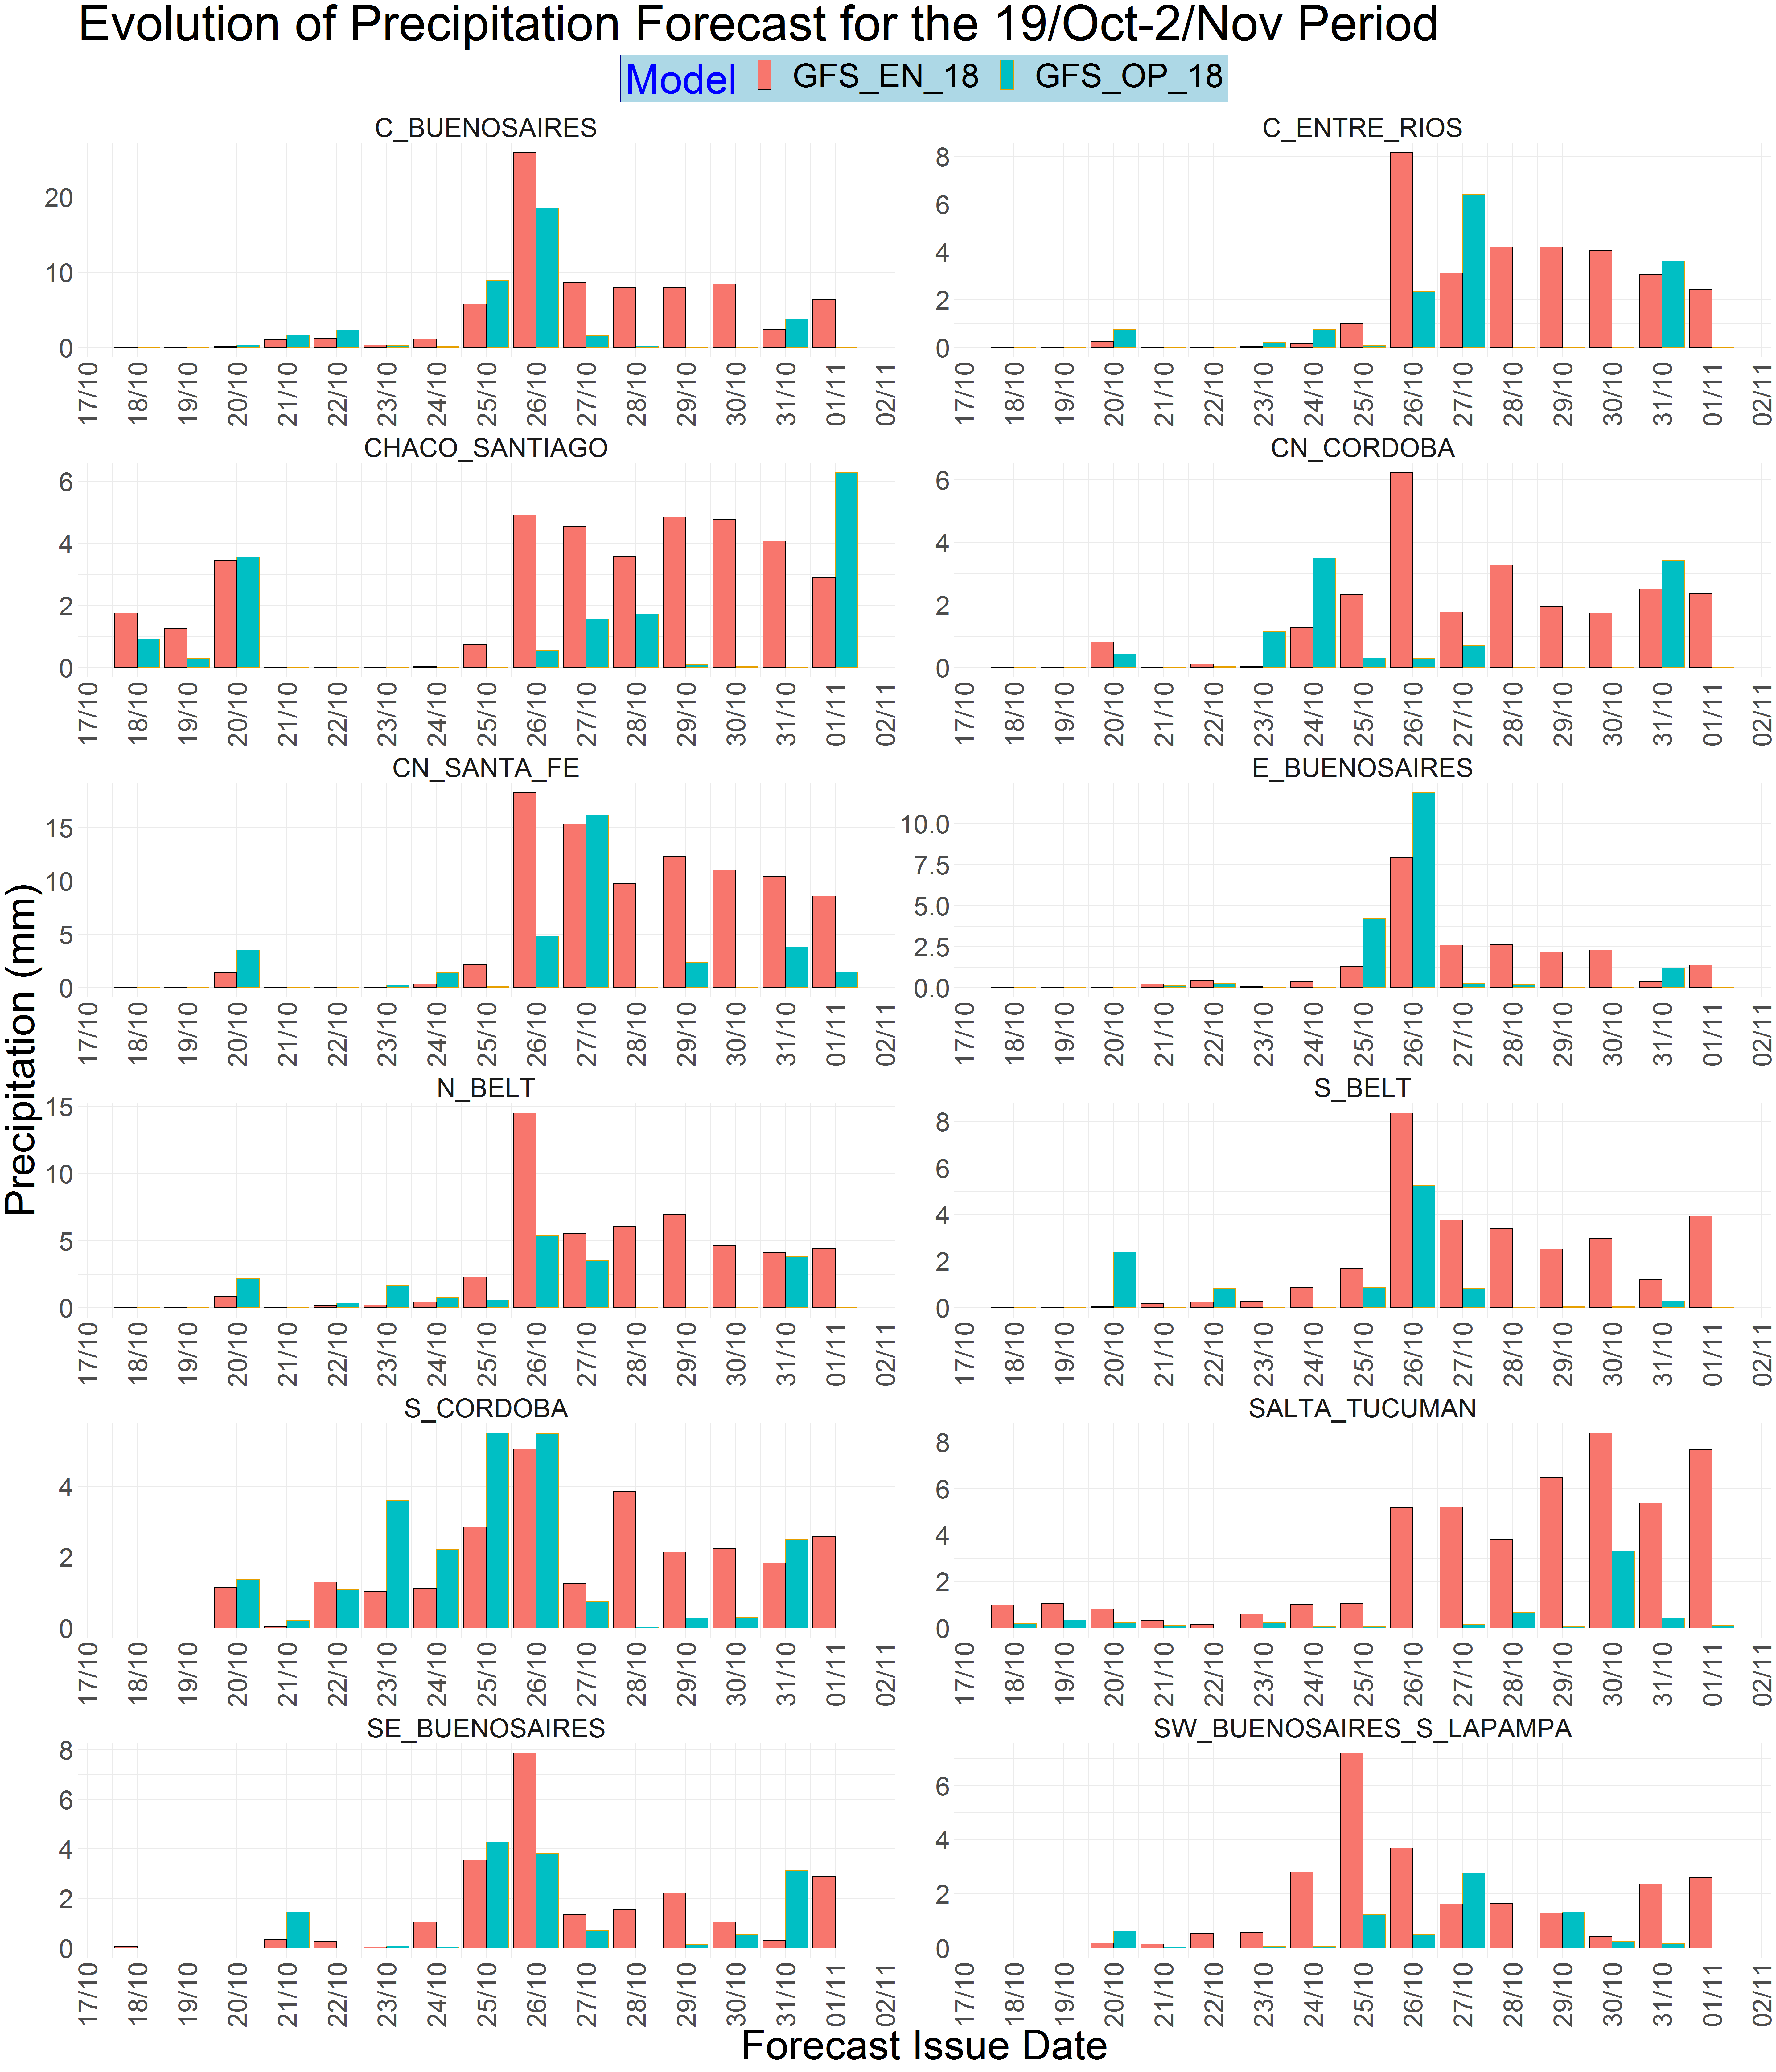 Evolution of Precipitation Forecast for the 19/Oct-2/Nov Period
Model GFS_EN_18 GFS_OP_18
C_BUENOSAIRES C_ENTRE_RIOS
20
10
0
8
6
4
2
0
17/10 18/10 19/10 20/10 21/10 22/10 23/10 24/10 25/10 26/10 27/10 28/10 29/10 30/10 31/10 01/11 02/11
17/10 18/10 19/10 20/10 21/10 22/10 23/10 24/10 25/10 26/10 27/10 28/10 29/10 30/10 31/10 01/11 02/11
CHACO_SANTIAGO CN_CORDOBA
6
4
2
0
6
4
2
0
17/10 18/10 19/10 20/10 21/10 22/10 23/10 24/10 25/10 26/10 27/10 28/10 29/10 30/10 31/10 01/11 02/11
17/10 18/10 19/10 20/10 21/10 22/10 23/10 24/10 25/10 26/10 27/10 28/10 29/10 30/10 31/10 01/11 02/11
CN_SANTA_FE E_BUENOSAIRES
15
10
5
0
10.0
7.5
5.0
2.5
0.0
17/10 18/10 19/10 20/10 21/10 22/10 23/10 24/10 25/10 26/10 27/10 28/10 29/10 30/10 31/10 01/11 02/11
17/10 18/10 19/10 20/10 21/10 22/10 23/10 24/10 25/10 26/10 27/10 28/10 29/10 30/10 31/10 01/11 02/11
Precipitation (mm)
N_BELT S_BELT
15
10
5
0
8
6
4
2
0
17/10 18/10 19/10 20/10 21/10 22/10 23/10 24/10 25/10 26/10 27/10 28/10 29/10 30/10 31/10 01/11 02/11
17/10 18/10 19/10 20/10 21/10 22/10 23/10 24/10 25/10 26/10 27/10 28/10 29/10 30/10 31/10 01/11 02/11
S_CORDOBA SALTA_TUCUMAN
4
2
0
8
6
4
2
0
17/10 18/10 19/10 20/10 21/10 22/10 23/10 24/10 25/10 26/10 27/10 28/10 29/10 30/10 31/10 01/11 02/11
17/10 18/10 19/10 20/10 21/10 22/10 23/10 24/10 25/10 26/10 27/10 28/10 29/10 30/10 31/10 01/11 02/11
SE_BUENOSAIRES SW_BUENOSAIRES_S_LAPAMPA
8
6
4
2
0
6
4
2
0
17/10 18/10 19/10 20/10 21/10 22/10 23/10 24/10 25/10 26/10 27/10 28/10 29/10 30/10 31/10 01/11 02/11
17/10 18/10 19/10 20/10 21/10 22/10 23/10 24/10 25/10 26/10 27/10 28/10 29/10 30/10 31/10 01/11 02/11
Forecast Issue Date